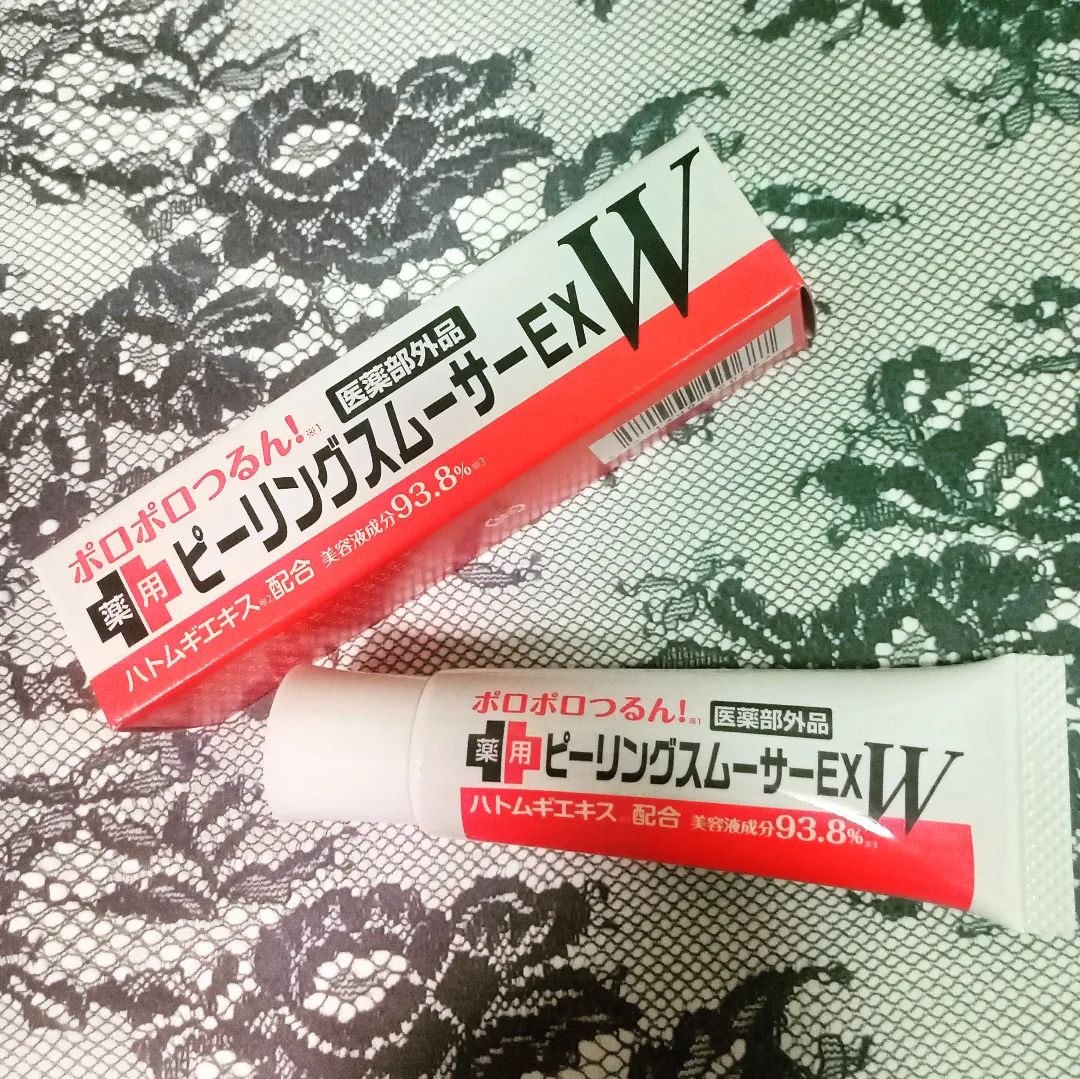 ポロポロつるん!※1
医薬部外品
薬用 ピーリングスムーサーEX W
ハトムギエキス※2配合 美容液成分93.8%※3
ポロポロつるん!※1
医薬部外品
薬用 ピーリングスムーサーEX W
ハトムギエキス 配合 美容液成分93.8%※3